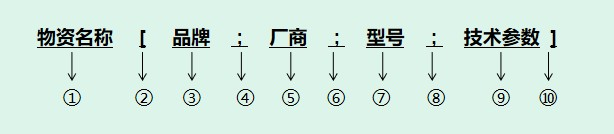 物资名称 [ 品牌 ; 厂商 ; 型号 ; 技术参数 ]
① ② ③ ④ ⑤ ⑥ ⑦ ⑧ ⑨ ⑩